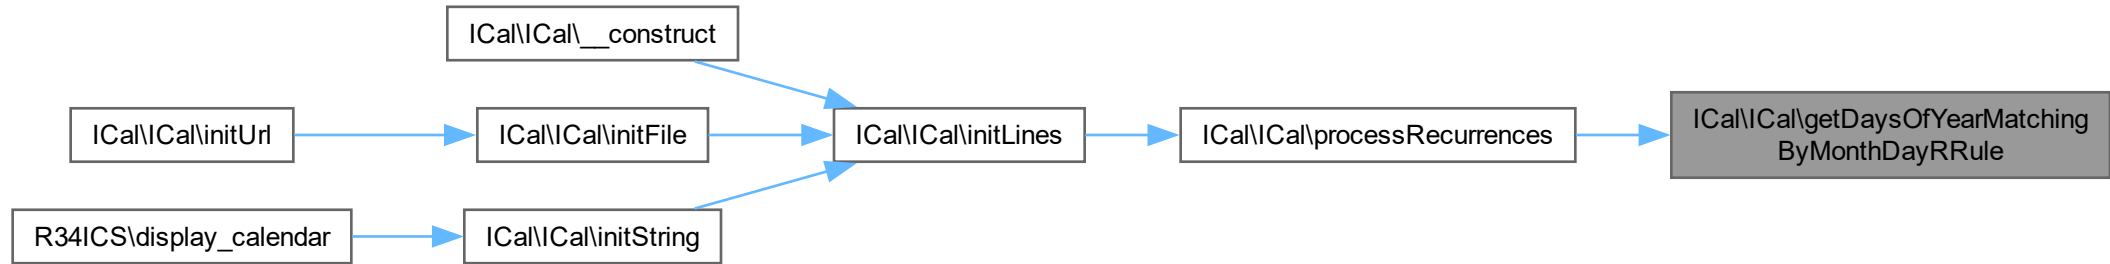 ICal\ICal\__construct
ICal\ICal\initUrl
ICal\ICal\initFile
ICal\ICal\initLines
ICal\ICal\processRecurrences
ICal\ICal\getDaysOfYearMatching
ByMonthDayRRule
R34ICS\display_calendar
ICal\ICal\initString